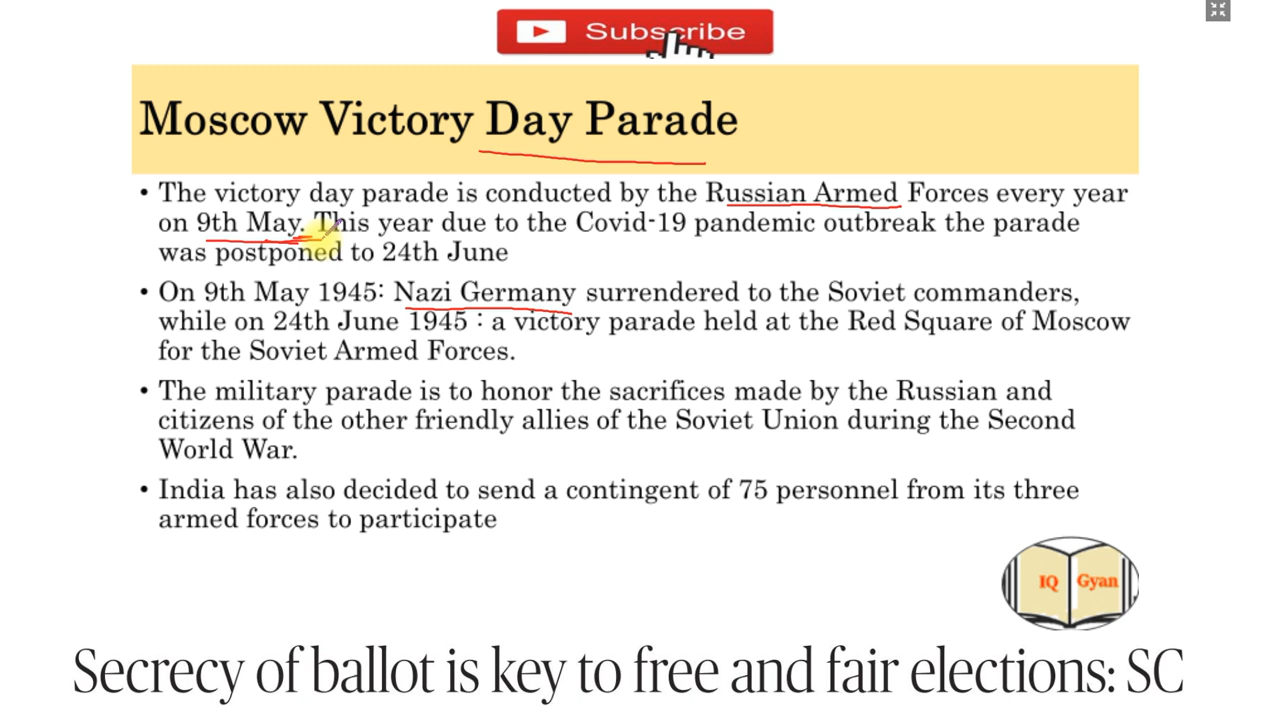 Subscribe
Moscow Victory Day Parade
• The victory day parade is conducted by the Russian Armed Forces every year
on 9th May. This year due to the Covid-19 pandemic outbreak the parade
was postponed to 24th June
• On 9th May 1945: Nazi Germany surrendered to the Soviet commanders,
while on 24th June 1945 : a victory parade held at the Red Square of Moscow
for the Soviet Armed Forces.
• The military parade is to honor the sacrifices made by the Russian and
citizens of the other friendly allies of the Soviet Union during the Second
World War.
• India has also decided to send a contingent of 75 personnel from its three
armed forces to participate
IQ Gyan
Secrecy of ballot is key to free and fair elections: SC